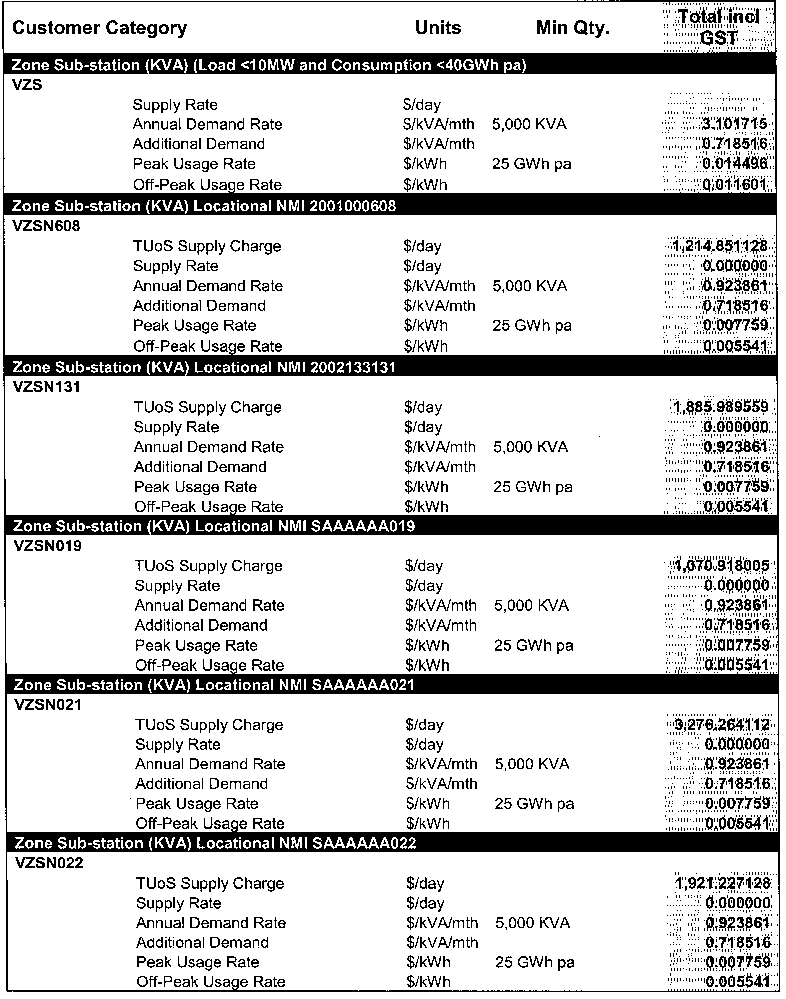 Customer Category Units Min Qty. Total incl GST
Zone Sub-station (KVA) (Load <10MW and Consumption <40GWh pa)
VZS
Supply Rate $/day
Annual Demand Rate $/kVA/mth 5,000 KVA 3.101715
Additional Demand $/kVA/mth 0.718516
Peak Usage Rate $/kWh 25 GWh pa 0.014496
Off-Peak Usage Rate $/kWh 0.011601
Zone Sub-station (KVA) Locational NMI 2001000608
VZSN608
TUoS Supply Charge $/day 1,214.851128
Supply Rate $/day 0.000000
Annual Demand Rate $/kVA/mth 5,000 KVA 0.923861
Additional Demand $/kVA/mth 0.718516
Peak Usage Rate $/kWh 25 GWh pa 0.007759
Off-Peak Usage Rate $/kWh 0.005541
Zone Sub-station (KVA) Locational NMI 2002133131
VZSN131
TUoS Supply Charge $/day 1,885.989559
Supply Rate $/day 0.000000
Annual Demand Rate $/kVA/mth 5,000 KVA 0.923861
Additional Demand $/kVA/mth 0.718516
Peak Usage Rate $/kWh 25 GWh pa 0.007759
Off-Peak Usage Rate $/kWh 0.005541
Zone Sub-station (KVA) Locational NMI SAAAAAA019
VZSN019
TUoS Supply Charge $/day 1,070.918005
Supply Rate $/day 0.000000
Annual Demand Rate $/kVA/mth 5,000 KVA 0.923861
Additional Demand $/kVA/mth 0.718516
Peak Usage Rate $/kWh 25 GWh pa 0.007759
Off-Peak Usage Rate $/kWh 0.005541
Zone Sub-station (KVA) Locational NMI SAAAAAA021
VZSN021
TUoS Supply Charge $/day 3,276.264112
Supply Rate $/day 0.000000
Annual Demand Rate $/kVA/mth 5,000 KVA 0.923861
Additional Demand $/kVA/mth 0.718516
Peak Usage Rate $/kWh 25 GWh pa 0.007759
Off-Peak Usage Rate $/kWh 0.005541
Zone Sub-station (KVA) Locational NMI SAAAAAA022
VZSN022
TUoS Supply Charge $/day 1,921.227128
Supply Rate $/day 0.000000
Annual Demand Rate $/kVA/mth 5,000 KVA 0.923861
Additional Demand $/kVA/mth 0.718516
Peak Usage Rate $/kWh 25 GWh pa 0.007759
Off-Peak Usage Rate $/kWh 0.005541